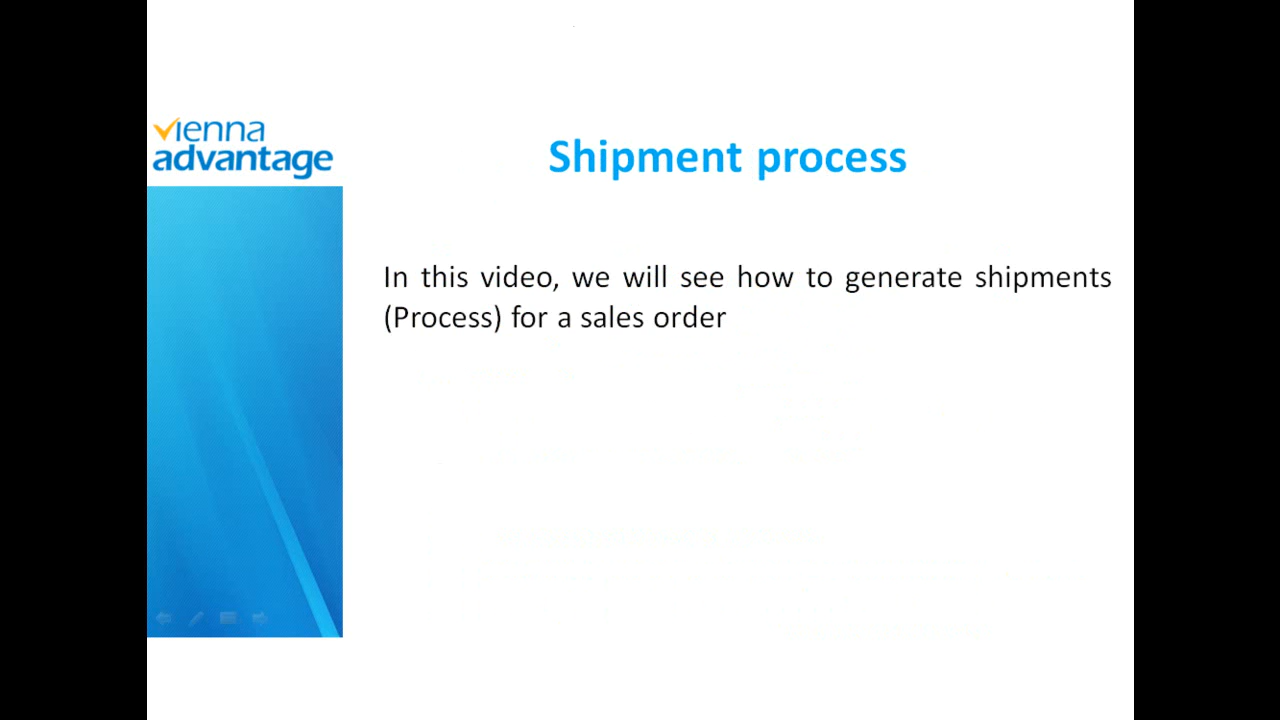 vienna
advantage
Shipment process
In this video, we will see how to generate shipments
(Process) for a sales order